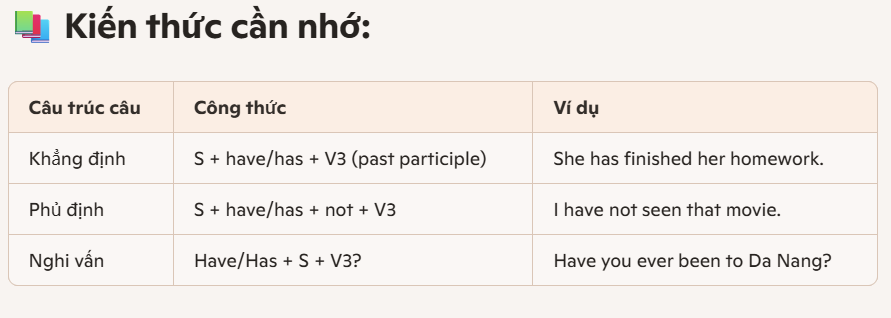 Kiến thức cần nhớ:
Câu trúc câu Công thức Ví dụ
Khẳng định S + have/has + V3 (past participle) She has finished her homework.
Phủ định S + have/has + not + V3 I have not seen that movie.
Nghi vấn Have/Has + S + V3? Have you ever been to Da Nang?